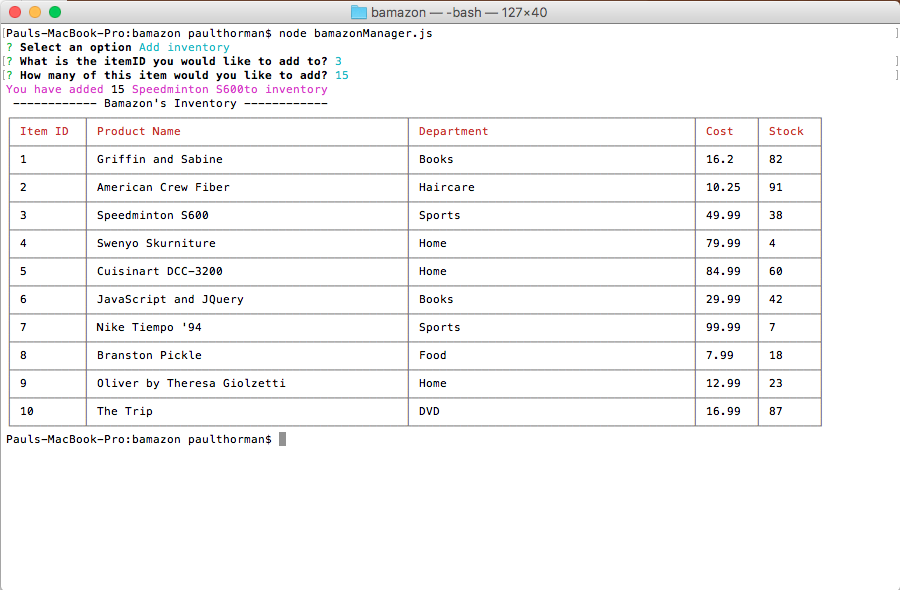 bamazon — -bash — 127×40
[Pauls-MacBook-Pro:bamazon paulthorman$ node bamazonManager.js ]
? Select an option Add inventory
[? What is the itemID you would like to add to? 3 ]
[? How many of this item would you like to add? 15 ]
You have added 15 Speedminton S600to inventory
------------ Bamazon's Inventory ------------
Item ID Product Name Department Cost Stock
1 Griffin and Sabine Books 16.2 82
2 American Crew Fiber Haircare 10.25 91
3 Speedminton S600 Sports 49.99 38
4 Swenyo Skurniture Home 79.99 4
5 Cuisinart DCC-3200 Home 84.99 60
6 JavaScript and JQuery Books 29.99 42
7 Nike Tiempo '94 Sports 99.99 7
8 Branston Pickle Food 7.99 18
9 Oliver by Theresa Giolzetti Home 12.99 23
10 The Trip DVD 16.99 87
Pauls-MacBook-Pro:bamazon paulthorman$